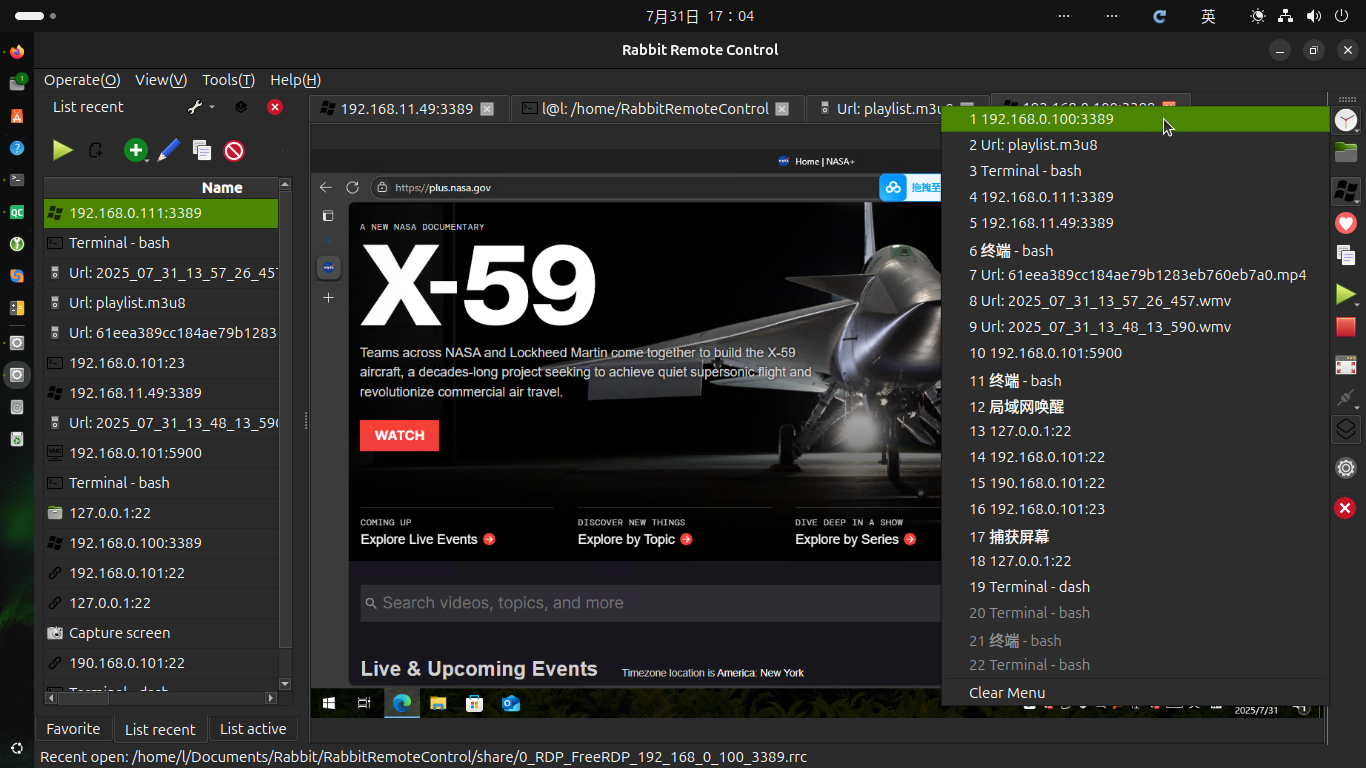 7月31日 17：04
英
Rabbit Remote Control
Operate(O) View(V) Tools(T) Help(H)
List recent
192.168.11.49:3389
l@l: /home/RabbitRemoteControl
Url: playlist.m3u
Name
192.168.0.111:3389
Terminal - bash
Url: 2025_07_31_13_57_26_457
Url: playlist.m3u8
Url: 61eea389cc184ae79b1283
192.168.0.101:23
192.168.11.49:3389
Url: 2025_07_31_13_48_13_590
192.168.0.101:5900
Terminal - bash
127.0.0.1:22
192.168.0.100:3389
192.168.0.101:22
127.0.0.1:22
Capture screen
190.168.0.101:22
Terminal - dash
Favorite
List recent
List active
Home | NASA+
https://plus.nasa.gov
拖拽至
A NEW NASA DOCUMENTARY
X-59
Teams across NASA and Lockheed Martin come together to build the X-59
aircraft, a decades-long project seeking to achieve quiet supersonic flight and
revolutionize commercial air travel.
WATCH
COMING UP
Explore Live Events
DISCOVER NEW THINGS
Explore by Topic
DIVE DEEP IN A SHOW
Explore by Series
Search videos, topics, and more
Live & Upcoming Events
Timezone location is America: New York
2025/7/31
1 192.168.0.100:3389
2 Url: playlist.m3u8
3 Terminal - bash
4 192.168.0.111:3389
5 192.168.11.49:3389
6 终端 - bash
7 Url: 61eea389cc184ae79b1283eb760eb7a0.mp4
8 Url: 2025_07_31_13_57_26_457.wmv
9 Url: 2025_07_31_13_48_13_590.wmv
10 192.168.0.101:5900
11 终端 - bash
12 局域网唤醒
13 127.0.0.1:22
14 192.168.0.101:22
15 190.168.0.101:22
16 192.168.0.101:23
17 捕获屏幕
18 127.0.0.1:22
19 Terminal - dash
20 Terminal - bash
21 终端 - bash
22 Terminal - bash
Clear Menu
Recent open: /home/l/Documents/Rabbit/RabbitRemoteControl/share/0_RDP_FreeRDP_192_168_0_100_3389.rrc